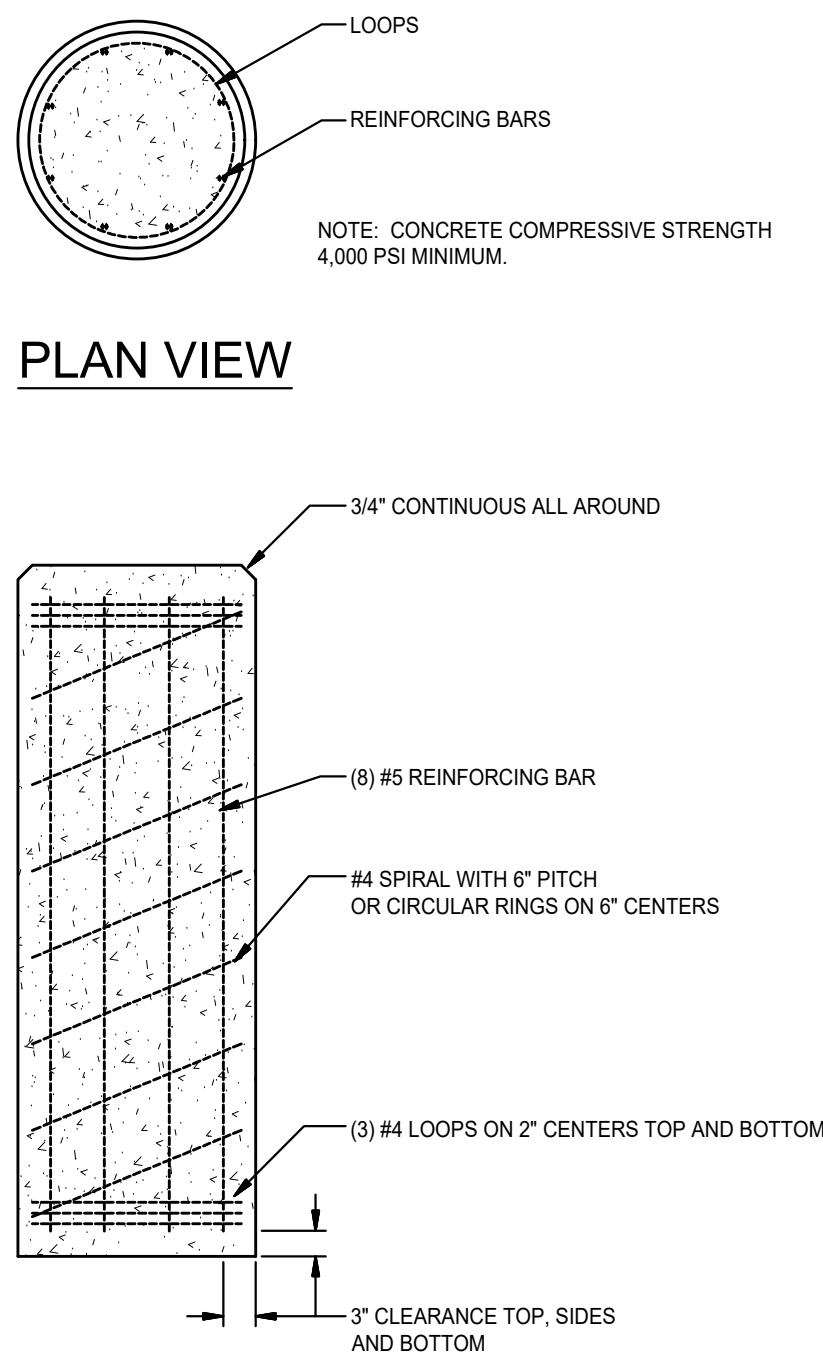 LOOPS
REINFORCING BARS
NOTE: CONCRETE COMPRESSIVE STRENGTH
4,000 PSI MINIMUM.
PLAN VIEW
3/4" CONTINUOUS ALL AROUND
(8) #5 REINFORCING BAR
#4 SPIRAL WITH 6" PITCH
OR CIRCULAR RINGS ON 6" CENTERS
(3) #4 LOOPS ON 2" CENTERS TOP AND BOTTOM
3" CLEARANCE TOP, SIDES
AND BOTTOM